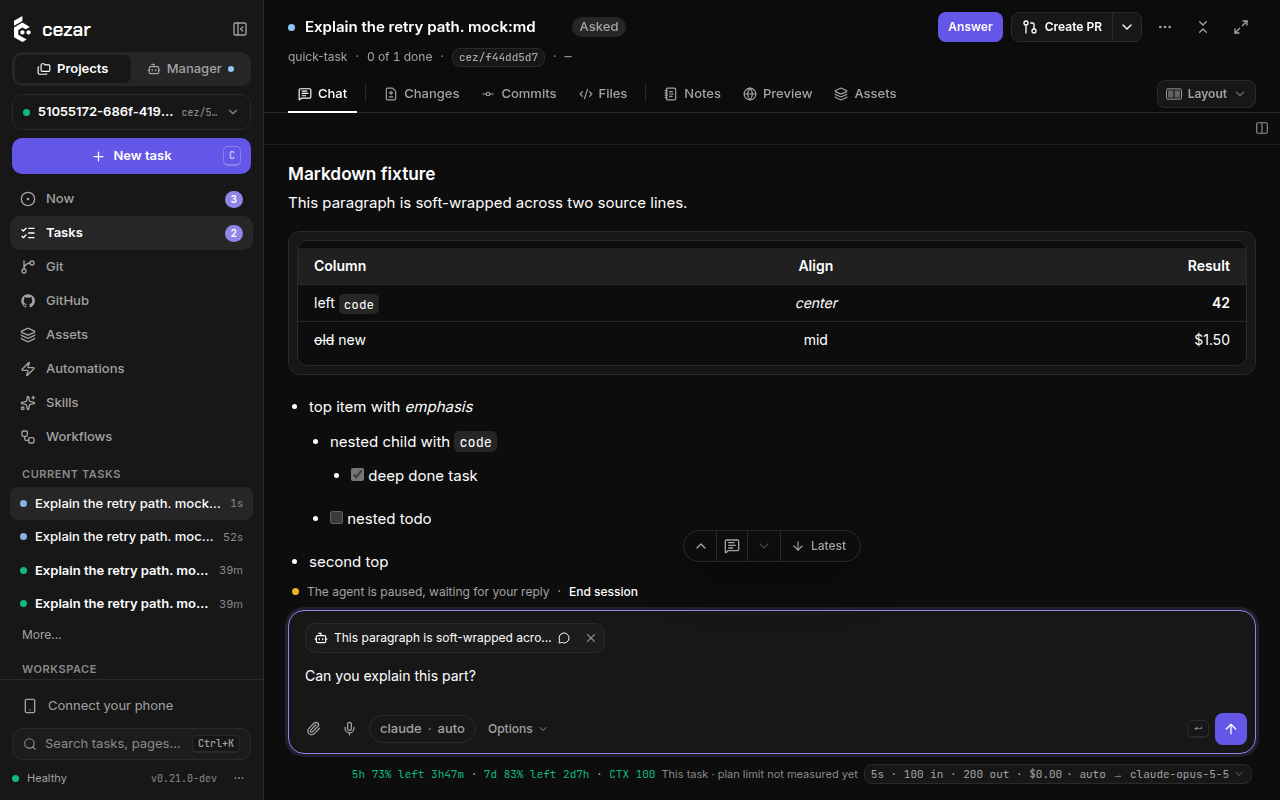 cezar
Projects
Manager
51055172-686f-419... cez/5...
New task C
Now 3
Tasks 2
Git
GitHub
Assets
Automations
Skills
Workflows
CURRENT TASKS
Explain the retry path. mock... 1s
Explain the retry path. moc... 52s
Explain the retry path. mo... 39m
Explain the retry path. mo... 39m
More...
WORKSPACE
Connect your phone
Search tasks, pages... Ctrl+K
Healthy v0.21.0-dev ...
Explain the retry path. mock:md Asked
Answer Create PR ...
quick-task · 0 of 1 done · cez/f44dd5d7 · –
Chat Changes Commits Files Notes Preview Assets Layout
Markdown fixture
This paragraph is soft-wrapped across two source lines.
Column Align Result
left code center 42
old new mid $1.50
top item with emphasis
nested child with code
deep done task
nested todo
Latest
second top
The agent is paused, waiting for your reply · End session
This paragraph is soft-wrapped acro...
Can you explain this part?
claude · auto Options
5h 73% left 3h47m · 7d 83% left 2d7h · CTX 100 This task · plan limit not measured yet 5s · 100 in · 200 out · $0.00 · auto → claude-opus-5-5